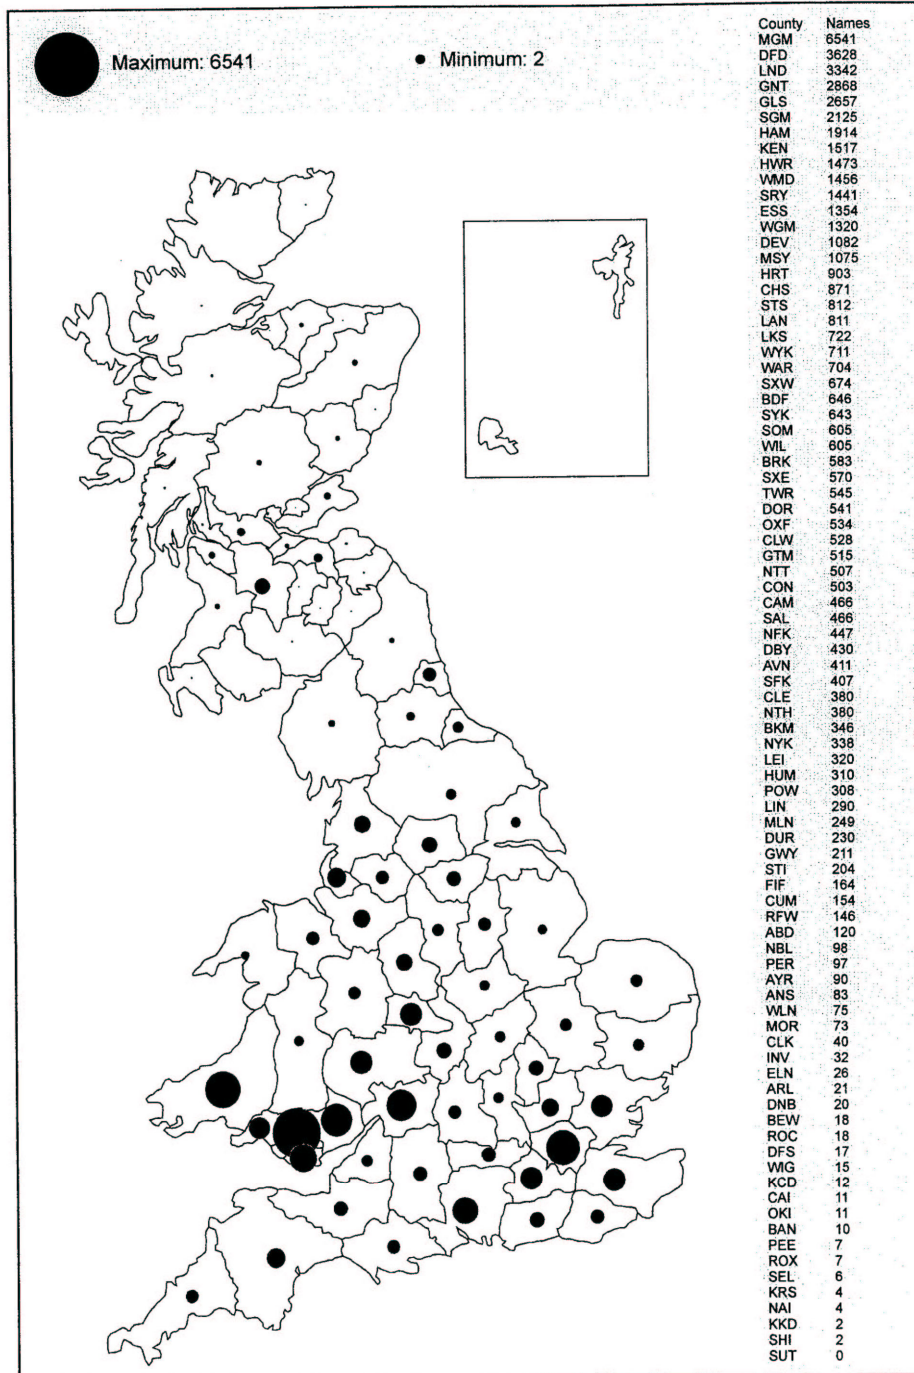 Maximum: 6541
Minimum: 2
County Names
MGM 6541
DFD 3628
LND 3342
GNT 2868
GLS 2657
SGM 2125
HAM 1914
KEN 1517
HWR 1473
WMD 1456
SRY 1441
ESS 1354
WGM 1320
DEV 1082
MSY 1075
HRT 903
CHS 871
STS 812
LAN 811
LKS 722
WYK 711
WAR 704
SXW 674
BDF 646
SYK 643
SOM 605
WIL 605
BRK 583
SXE 570
TWR 545
DOR 541
OXF 534
CLW 528
GTM 515
NTT 507
CON 503
CAM 466
SAL 466
NFK 447
DBY 430
AVN 411
SFK 407
CLE 380
NTH 380
BKM 346
NYK 338
LEI 320
HUM 310
POW 308
LIN 290
MLN 249
DUR 230
GWY 211
STI 204
FIF 164
CUM 154
RFW 146
ABD 120
NBL 98
PER 97
AYR 90
ANS 83
WLN 75
MOR 73
CLK 40
INV 32
ELN 26
ARL 21
DNB 20
BEW 18
ROC 18
DFS 17
WIG 15
KCD 12
CAI 11
OKI 11
BAN 10
PEE 7
ROX 7
SEL 6
KRS 4
NAI 4
KKD 2
SHI 2
SUT 0